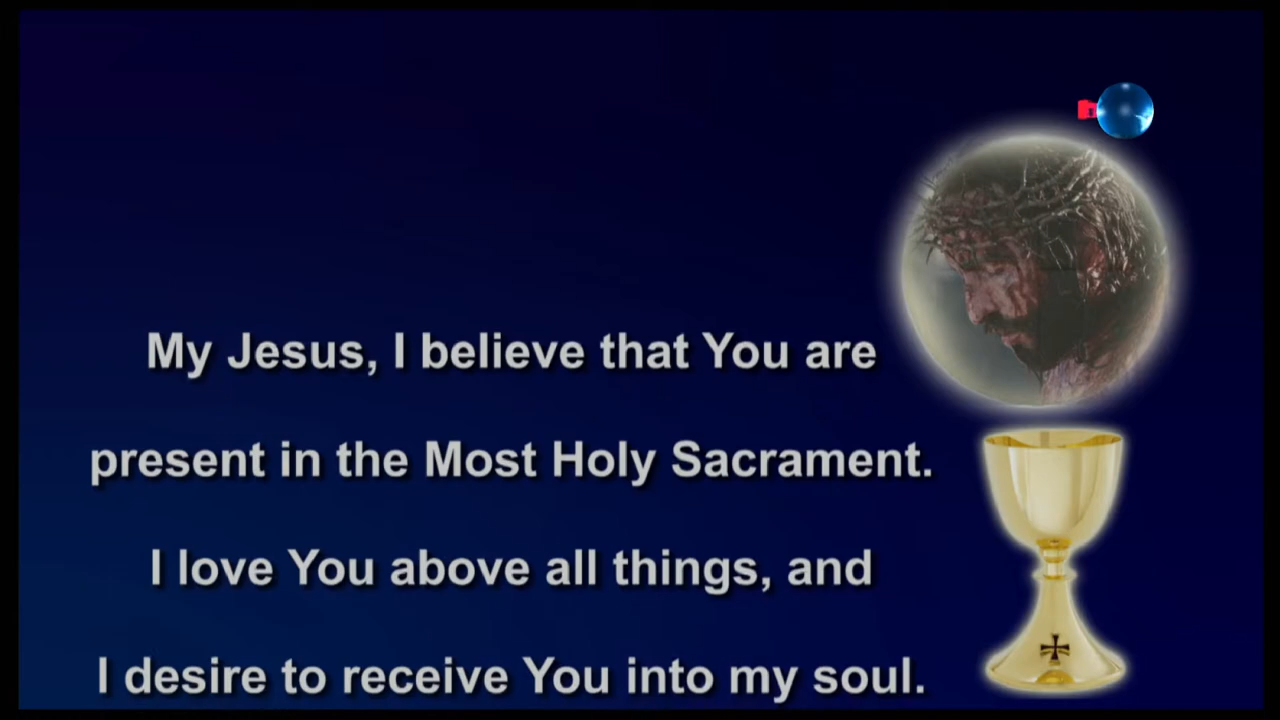 My Jesus, I believe that You are
present in the Most Holy Sacrament.
I love You above all things, and
I desire to receive You into my soul.